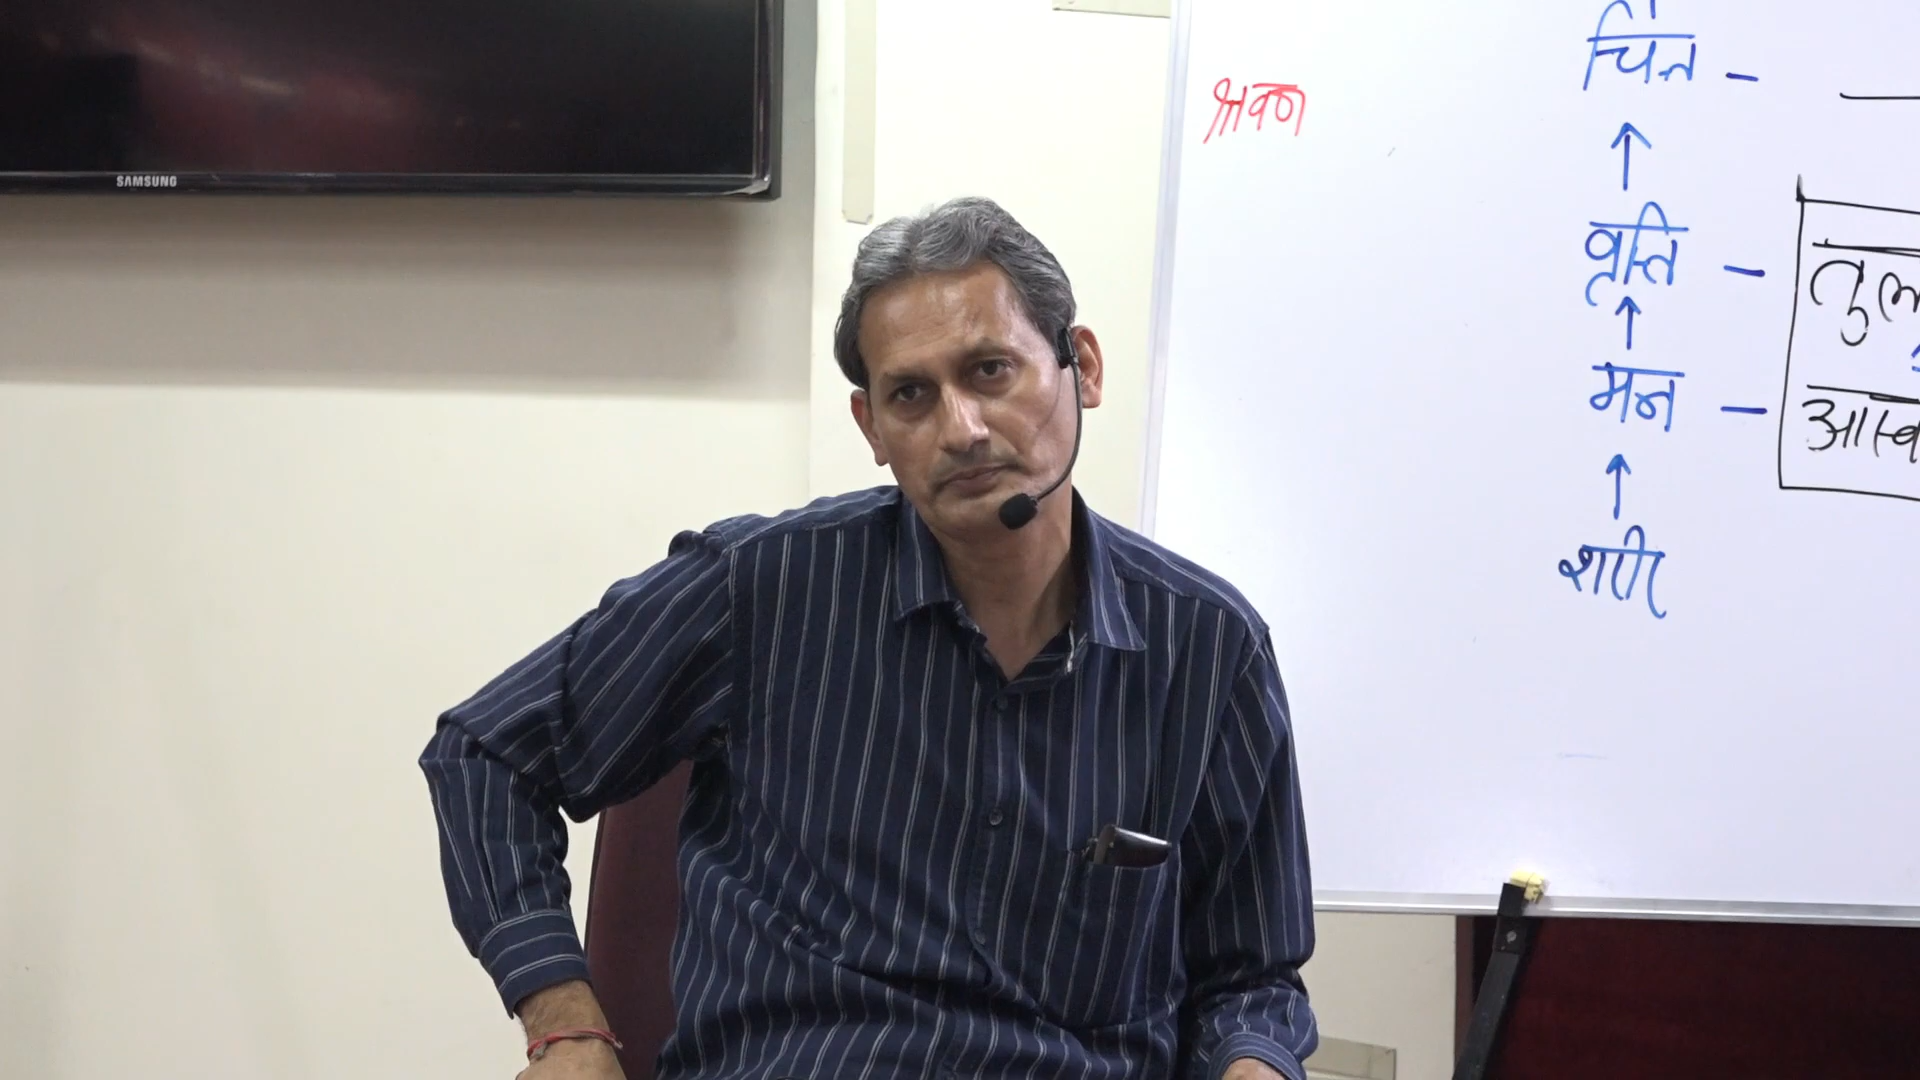 SAMSUNG
श्रवण
चित्त -
↑
वृत्ति -
↑
मन -
↑
शरीर